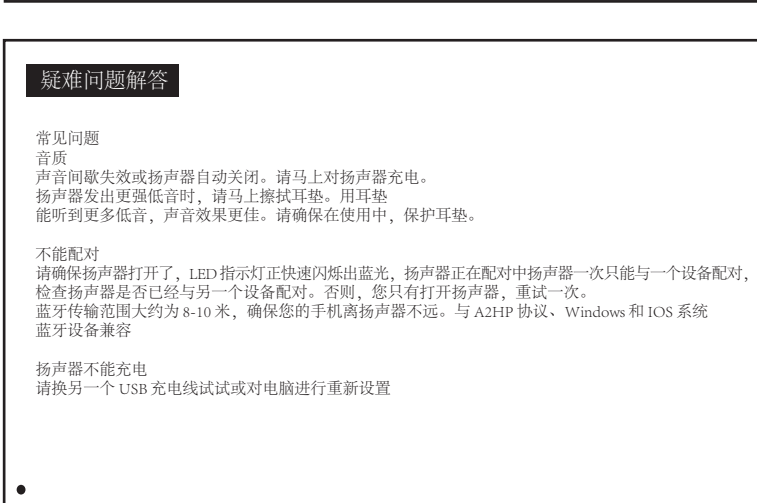 疑难问题解答
常见问题
音质
声音间歇失效或扬声器自动关闭。请马上对扬声器充电。
扬声器发出更强低音时，请马上擦拭耳垫。用耳垫
能听到更多低音，声音效果更佳。请确保在使用中，保护耳垫。
不能配对
请确保扬声器打开了，LED 指示灯正快速闪烁出蓝光，扬声器正在配对中扬声器一次只能与一个设备配对，
检查扬声器是否已经与另一个设备配对。否则，您只有打开扬声器，重试一次。
蓝牙传输范围大约为 8-10 米，确保您的手机离扬声器不远。与 A2HP 协议、Windows 和 IOS 系统
蓝牙设备兼容
扬声器不能充电
请换另一个 USB 充电线试试或对电脑进行重新设置